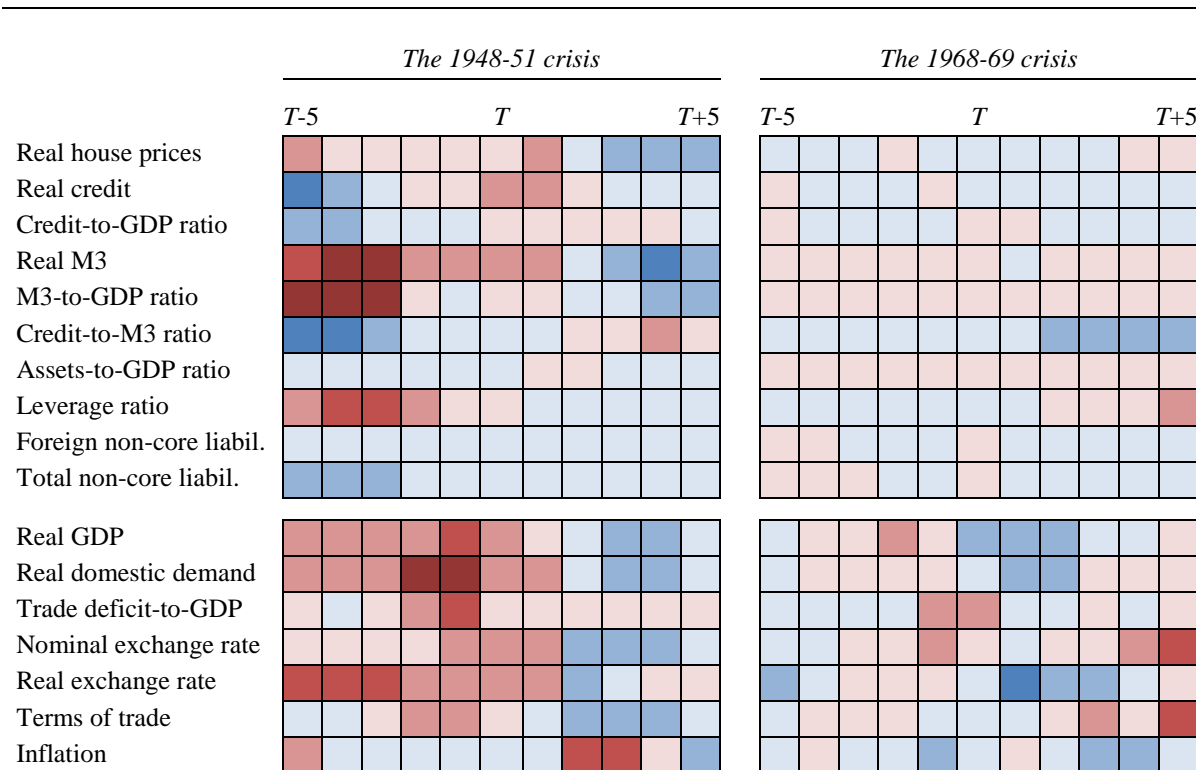 The 1948-51 crisis The 1968-69 crisis
T-5 T T+5 T-5 T T+5
Real house prices
Real credit
Credit-to-GDP ratio
Real M3
M3-to-GDP ratio
Credit-to-M3 ratio
Assets-to-GDP ratio
Leverage ratio
Foreign non-core liabil.
Total non-core liabil.
Real GDP
Real domestic demand
Trade deficit-to-GDP
Nominal exchange rate
Real exchange rate
Terms of trade
Inflation